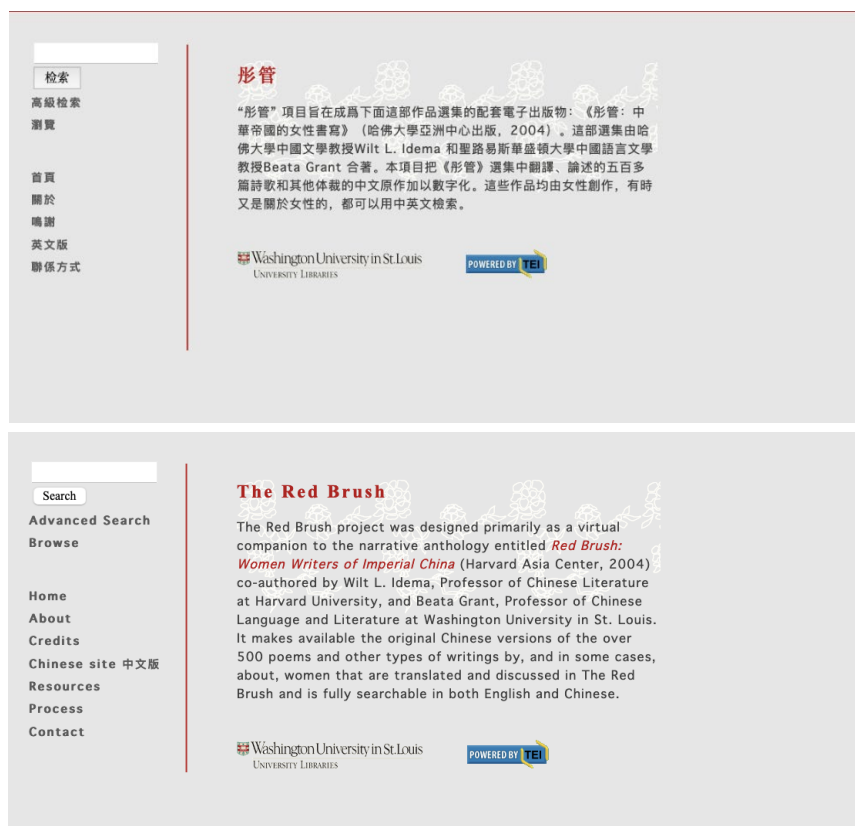 检索
高級檢索
瀏覽
首頁
關於
鳴謝
英文版
聯係方式
彤管
“彤管”項目旨在成爲下面這部作品選集的配套電子出版物：《彤管：中
華帝國的女性書寫》（哈佛大學亞洲中心出版，2004）。這部選集由哈
佛大學中國文學教授Wilt L. Idema 和聖路易斯華盛頓大學中國語言文學
教授Beata Grant 合著。本項目把《彤管》選集中翻譯、論述的五百多
篇詩歌和其他体裁的中文原作加以數字化。這些作品均由女性創作，有時
又是關於女性的，都可以用中英文檢索。
Washington University in St. Louis
University Libraries
POWERED BY TEI
Search
Advanced Search
Browse
Home
About
Credits
Chinese site 中文版
Resources
Process
Contact
The Red Brush
The Red Brush project was designed primarily as a virtual
companion to the narrative anthology entitled Red Brush:
Women Writers of Imperial China (Harvard Asia Center, 2004)
co-authored by Wilt L. Idema, Professor of Chinese Literature
at Harvard University, and Beata Grant, Professor of Chinese
Language and Literature at Washington University in St. Louis.
It makes available the original Chinese versions of the over
500 poems and other types of writings by, and in some cases,
about, women that are translated and discussed in The Red
Brush and is fully searchable in both English and Chinese.
Washington University in St. Louis
University Libraries
POWERED BY TEI